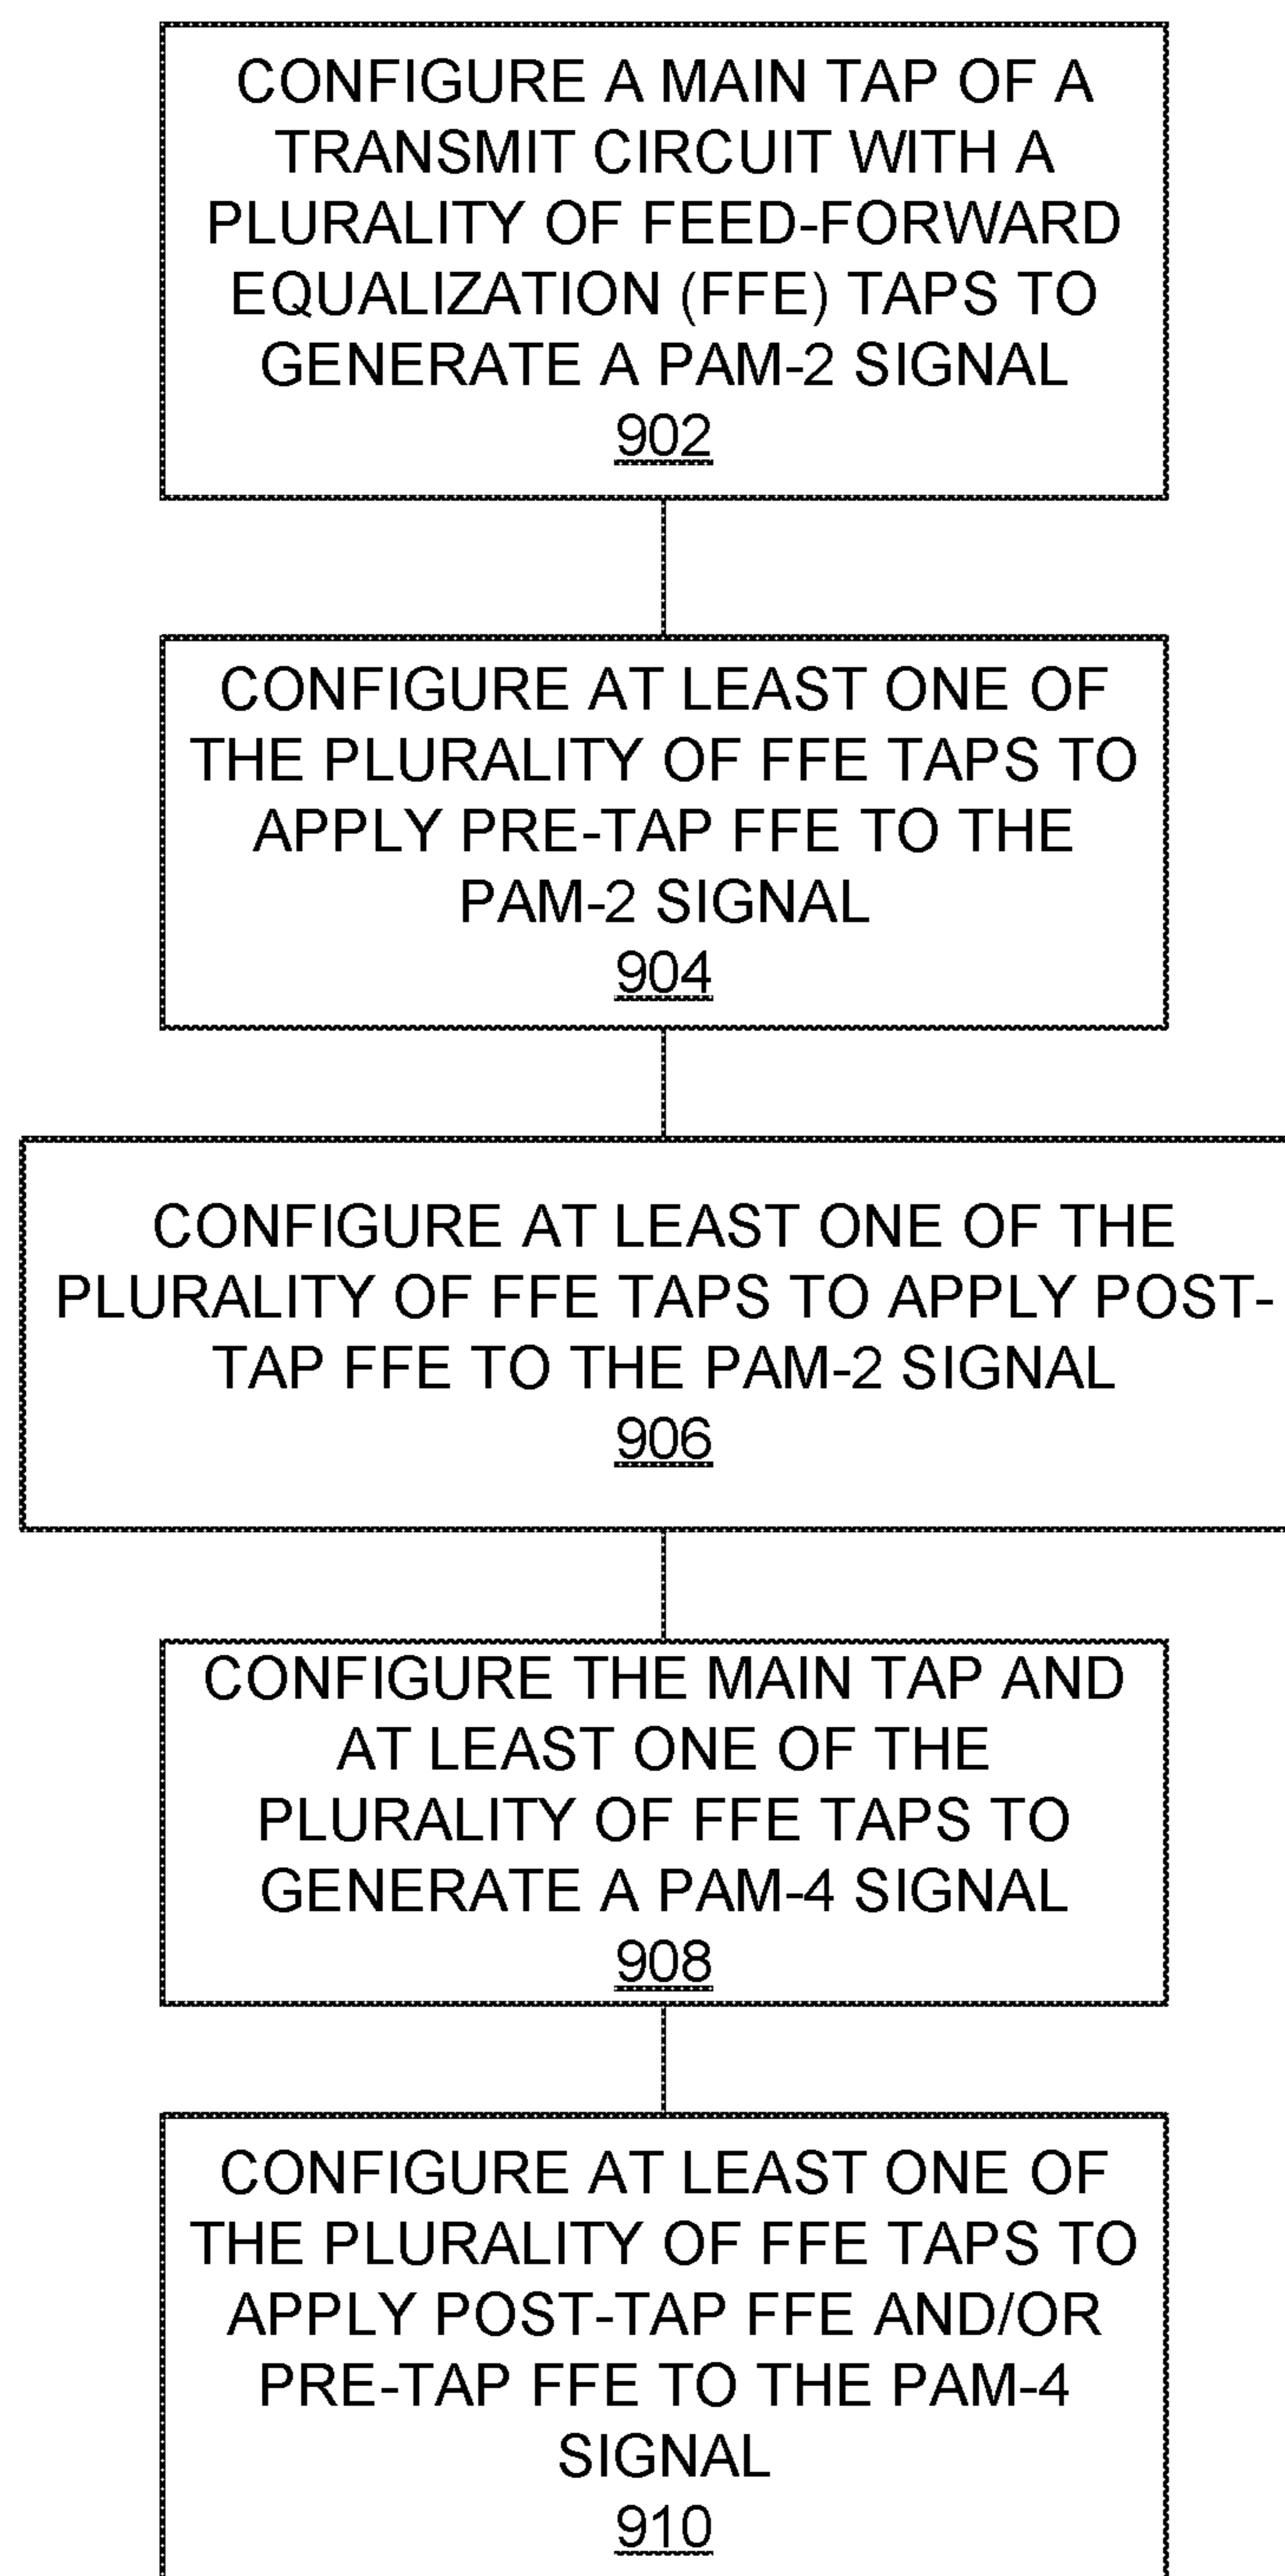 CONFIGURE A MAIN TAP OF A
TRANSMIT CIRCUIT WITH A
PLURALITY OF FEED-FORWARD
EQUALIZATION (FFE) TAPS TO
GENERATE A PAM-2 SIGNAL
902
CONFIGURE AT LEAST ONE OF
THE PLURALITY OF FFE TAPS TO
APPLY PRE-TAP FFE TO THE
PAM-2 SIGNAL
904
CONFIGURE AT LEAST ONE OF THE
PLURALITY OF FFE TAPS TO APPLY POST-
TAP FFE TO THE PAM-2 SIGNAL
906
CONFIGURE THE MAIN TAP AND
AT LEAST ONE OF THE
PLURALITY OF FFE TAPS TO
GENERATE A PAM-4 SIGNAL
908
CONFIGURE AT LEAST ONE OF
THE PLURALITY OF FFE TAPS TO
APPLY POST-TAP FFE AND/OR
PRE-TAP FFE TO THE PAM-4
SIGNAL
910